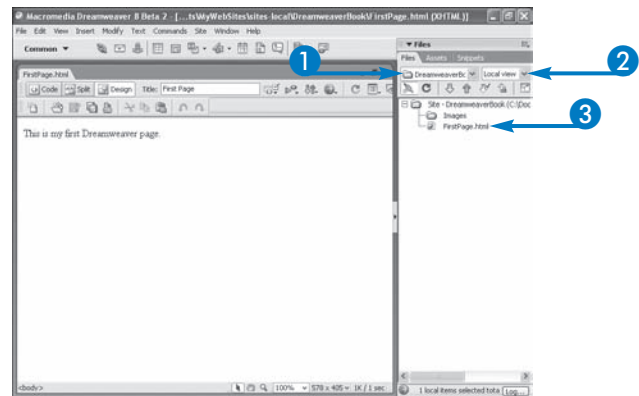 Macromedia Dreamweaver 8 Beta 2 - [...ts\MyWebSites\sites-local\DreamweaverBook\FirstPage.html (XHTML)]
File Edit View Insert Modify Text Commands Site Window Help
Common
1
Files
Files Assets Snippets
2
FirstPage.html
DreamweaverBc Local view
Code Split Design Title: First Page
Site - DreamweaverBook (C:\Doc
Images
3
FirstPage.html
This is my first Dreamweaver page.
<body> 100% 578 x 405 1K / 1 sec
1 local items selected tota Log...